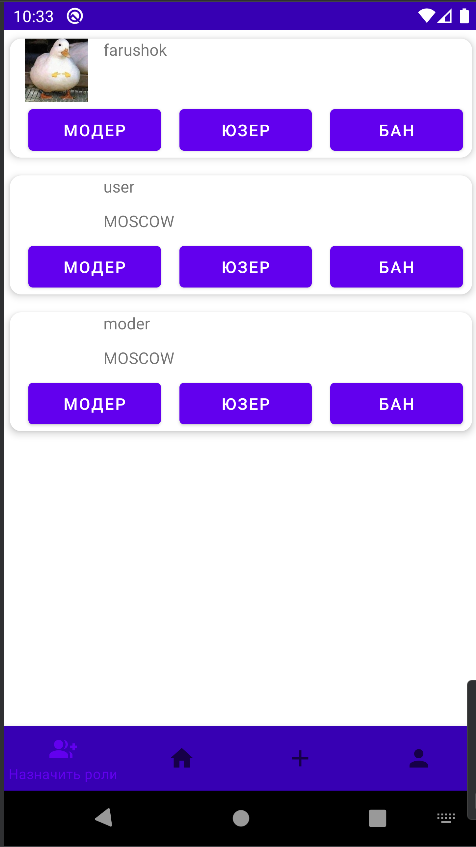 10:33
farushok
МОДЕР ЮЗЕР БАН
user
MOSCOW
МОДЕР ЮЗЕР БАН
moder
MOSCOW
МОДЕР ЮЗЕР БАН
Назначить роли